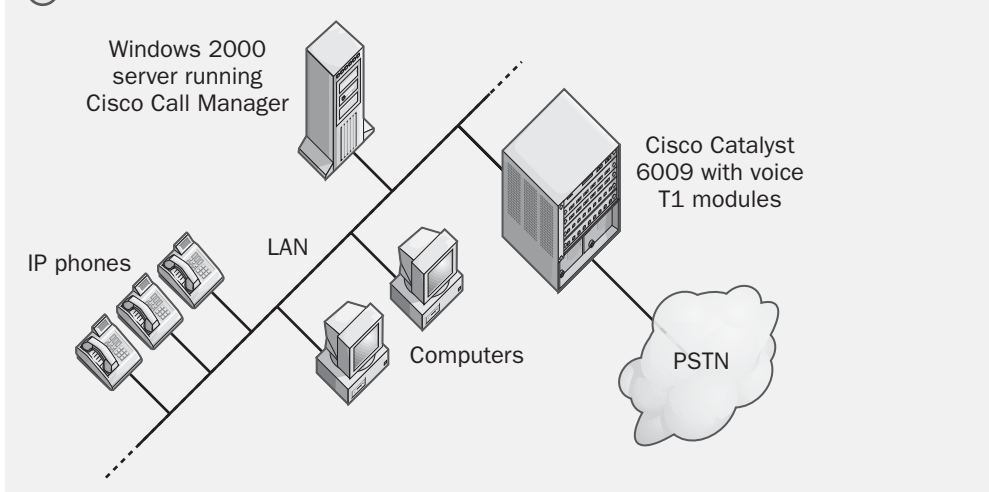 Windows 2000
server running
Cisco Call Manager
Cisco Catalyst
6009 with voice
T1 modules
LAN
IP phones
Computers
PSTN